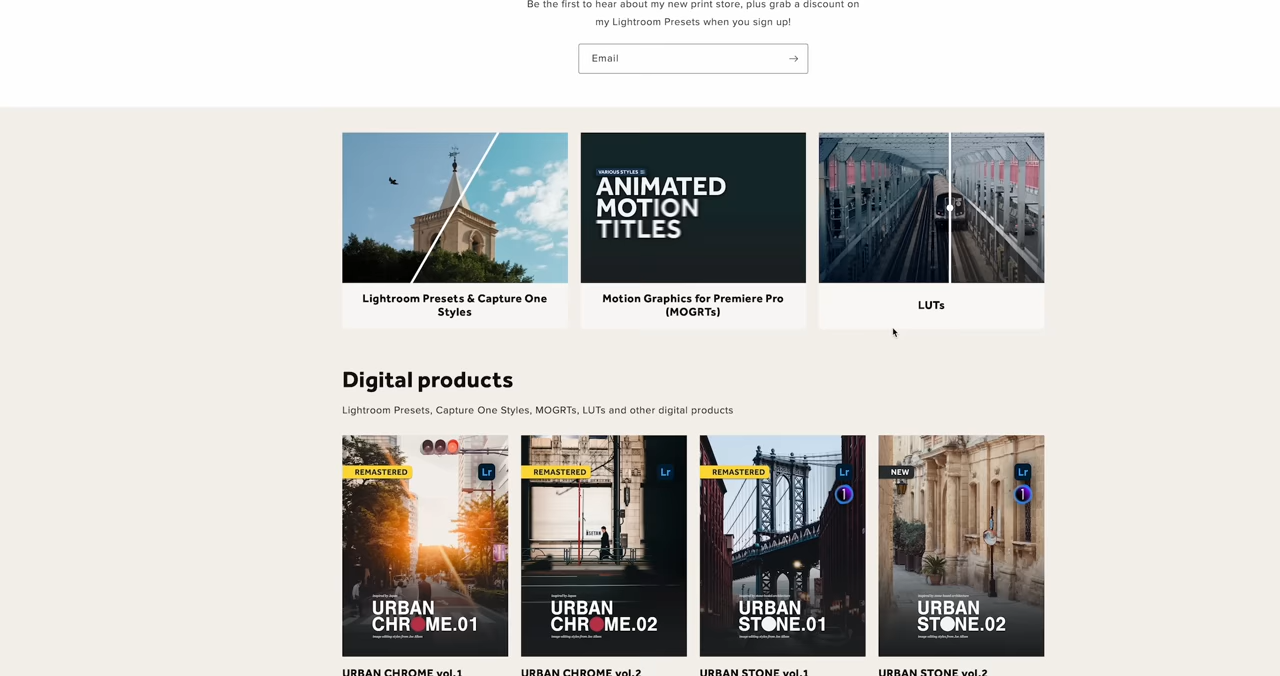 Be the first to hear about my new print store, plus grab a discount on
my Lightroom Presets when you sign up!
Email
VARIOUS STYLES
ANIMATED
MOTION
TITLES
Lightroom Presets & Capture One
Styles
Motion Graphics for Premiere Pro
(MOGRTs)
LUTs
Digital products
Lightroom Presets, Capture One Styles, MOGRTs, LUTs and other digital products
REMASTERED
Lr
URBAN
CHROME.01
REMASTERED
Lr
URBAN
CHROME.02
REMASTERED
Lr
1
URBAN
STONE.01
NEW
Lr
1
URBAN
STONE.02
URBAN CHROME vol.1
URBAN CHROME vol.2
URBAN STONE vol.1
URBAN STONE vol.2